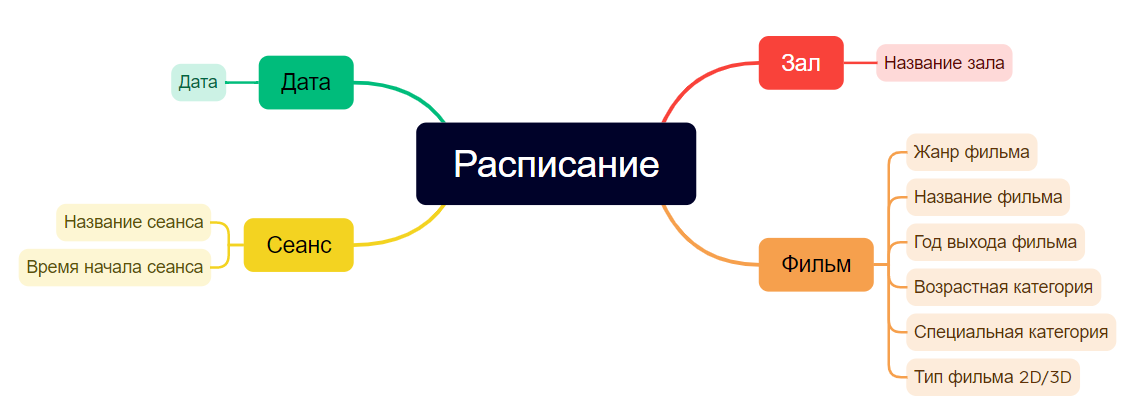 Расписание
Зал
Название зала
Фильм
Жанр фильма
Название фильма
Год выхода фильма
Возрастная категория
Специальная категория
Тип фильма 2D/3D
Дата
Дата
Сеанс
Название сеанса
Время начала сеанса